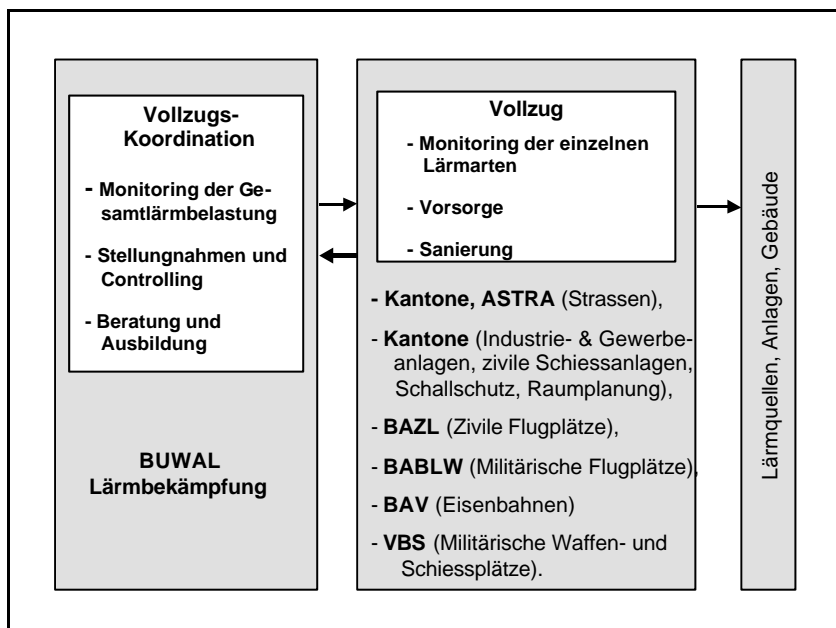 Vollzugs-
Koordination
- Monitoring der Ge-
samtlärmbelastung
- Stellungnahmen und
Controlling
- Beratung und
Ausbildung
BUWAL
Lärmbekämpfung
Vollzug
- Monitoring der einzelnen
Lärmarten
- Vorsorge
- Sanierung
- Kantone, ASTRA (Strassen),
- Kantone (Industrie- & Gewerbe-
anlagen, zivile Schiessanlagen,
Schallschutz, Raumplanung),
- BAZL (Zivile Flugplätze),
- BABLW (Militärische Flugplätze),
- BAV (Eisenbahnen)
- VBS (Militärische Waffen- und
Schiessplätze).
Lärmquellen, Anlagen, Gebäude